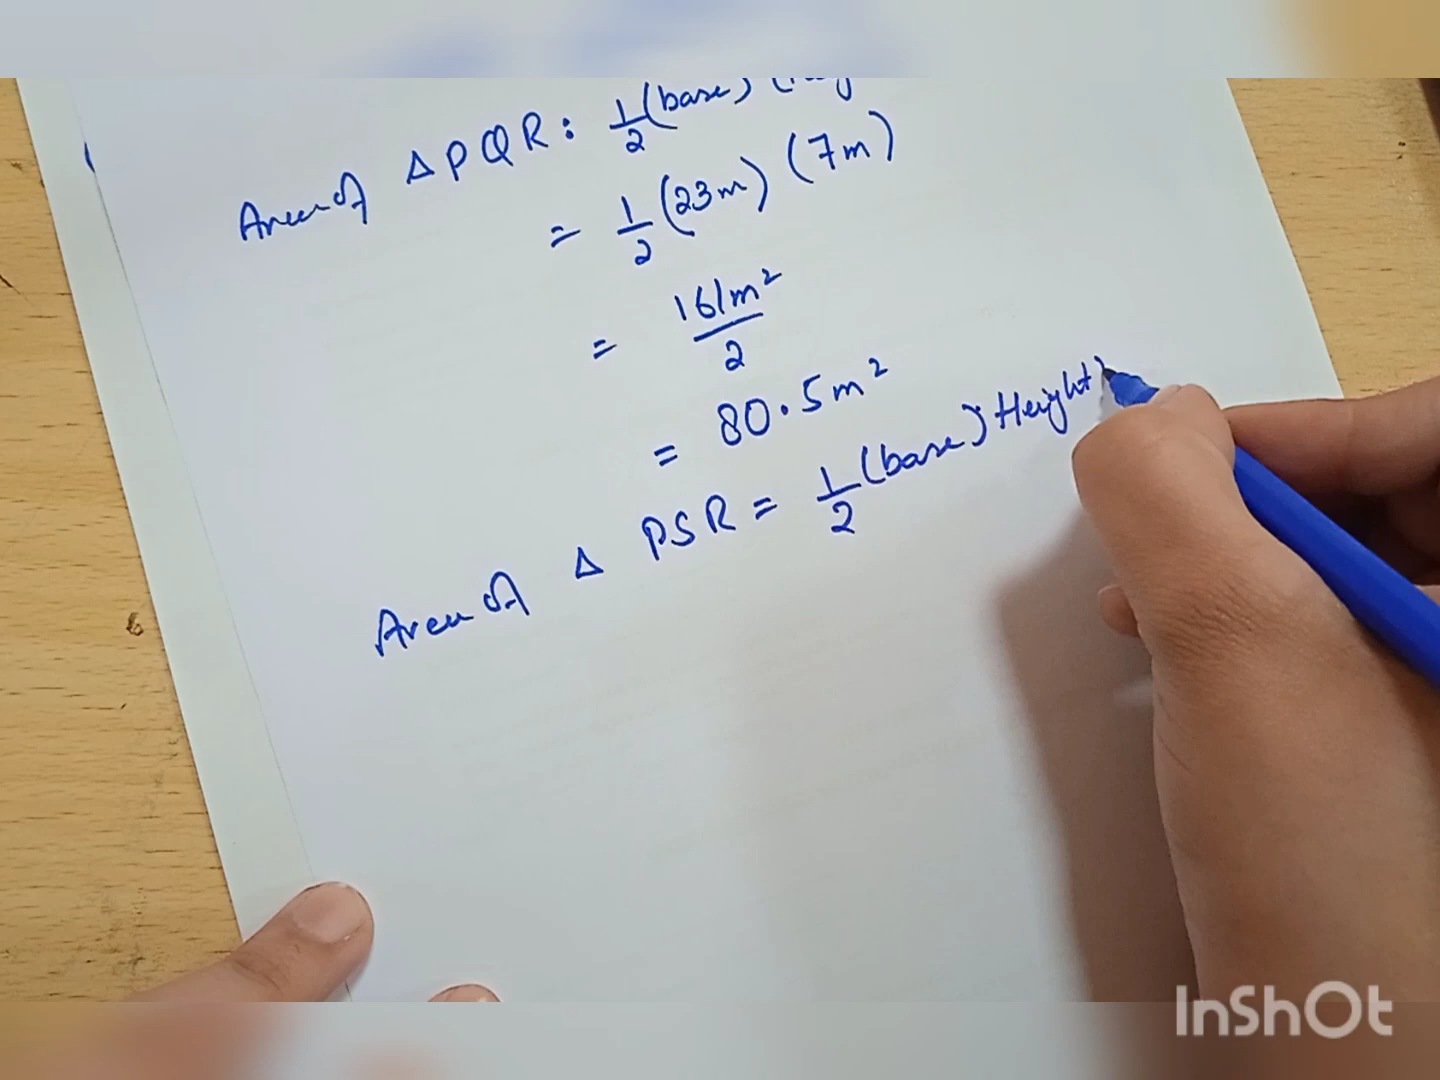 Area of Δ PQR: 1/2 (base)
= 1/2 (23m) (7m)
= 161m²/2
= 80.5m²
Area of Δ PSR = 1/2 (base) Height)
InShOt